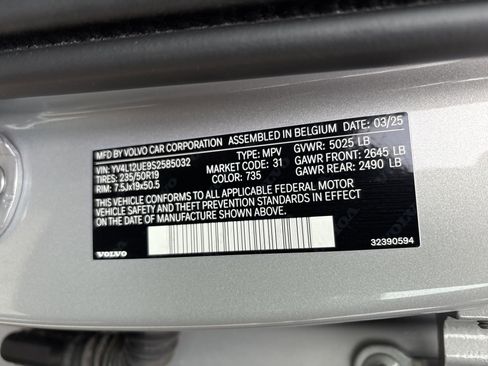 MFD BY VOLVO CAR CORPORATION ASSEMBLED IN BELGIUM 03/25
VIN: YV4L12UE9S2585032 TYPE: MPV GVWR: 5025 LB
TIRES: 235/50R19 MARKET CODE: 31 GAWR FRONT: 2645 LB
RIM: 7.5Jx19x50.5 COLOR: 735 GAWR REAR: 2490 LB
THIS VEHICLE CONFORMS TO ALL APPLICABLE FEDERAL MOTOR
VEHICLE SAFETY AND THEFT PREVENTION STANDARDS IN EFFECT
ON THE DATE OF MANUFACTURE SHOWN ABOVE.
VOLVO 32390594